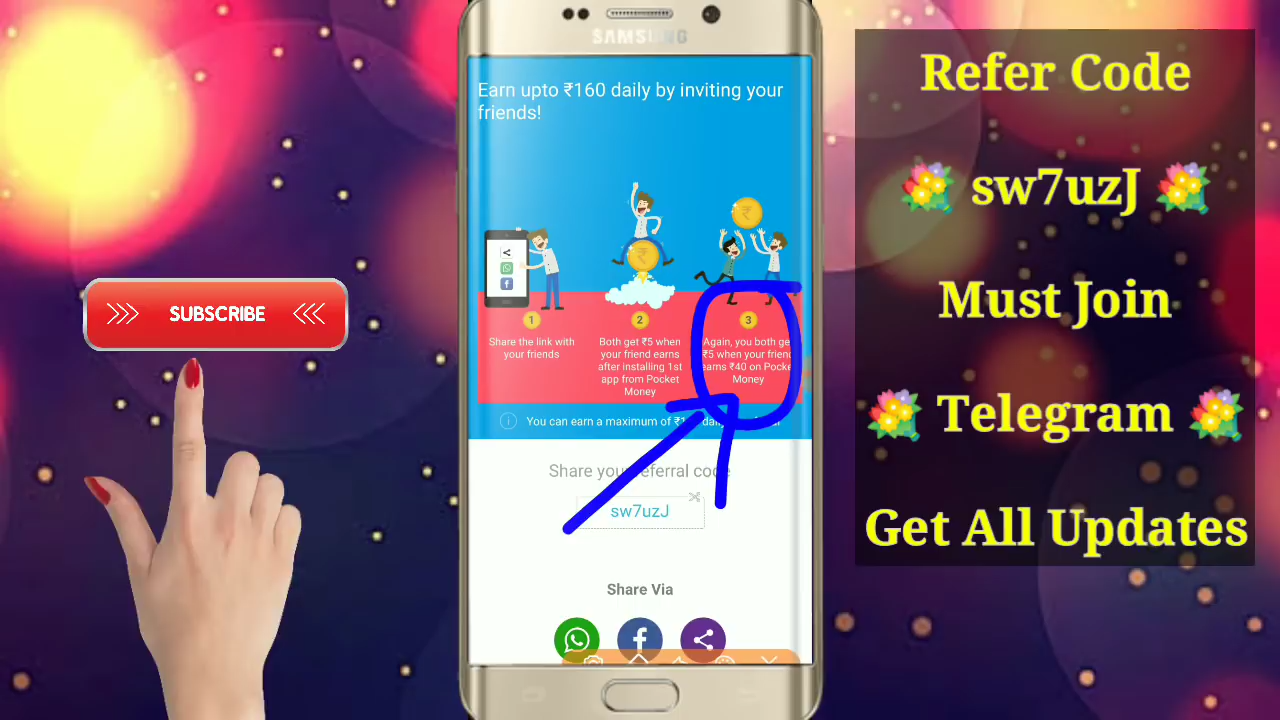 SAMSUNG
Earn upto ₹160 daily by inviting your
friends!
1
Share the link with
your friends
2
Both get ₹5 when
your friend earns
after installing 1st
app from Pocket
Money
3
Again, you both get
₹5 when your friend
earns ₹40 on Pocket
Money
You can earn a maximum of
Share your referral code
sw7uzJ
Share Via
SUBSCRIBE
Refer Code
💐 sw7uzJ 💐
Must Join
💐 Telegram 💐
Get All Updates